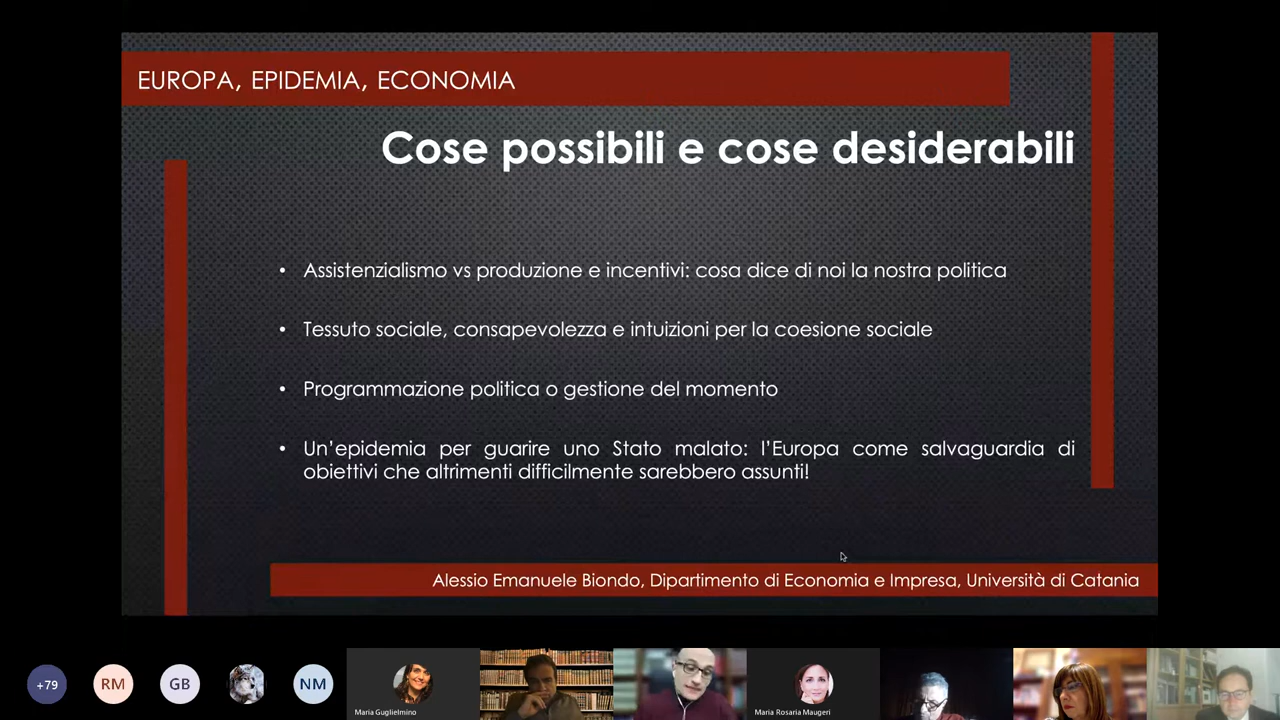 EUROPA, EPIDEMIA, ECONOMIA
Cose possibili e cose desiderabili
• Assistenzialismo vs produzione e incentivi: cosa dice di noi la nostra politica
• Tessuto sociale, consapevolezza e intuizioni per la coesione sociale
• Programmazione politica o gestione del momento
• Un’epidemia per guarire uno Stato malato: l’Europa come salvaguardia di
obiettivi che altrimenti difficilmente sarebbero assunti!
Alessio Emanuele Biondo, Dipartimento di Economia e Impresa, Università di Catania
+79
RM
GB
NM
Maria Guglielmino
Maria Rosaria Maugeri